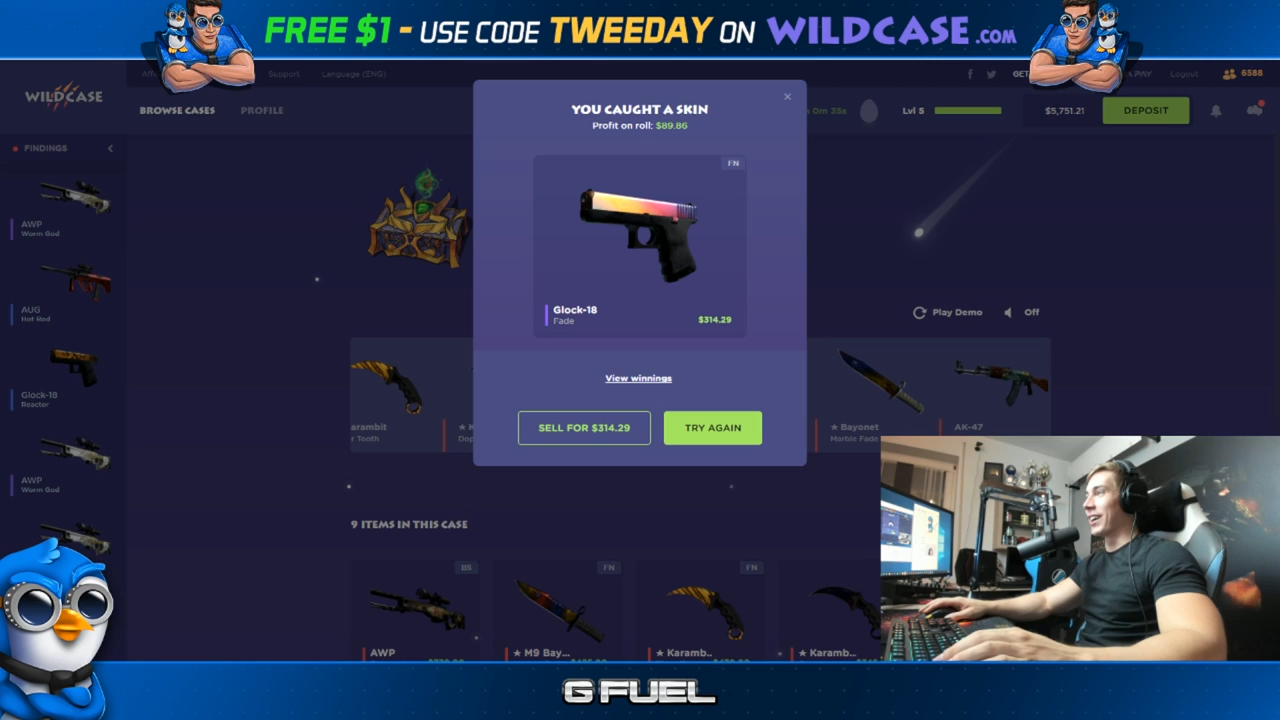 FREE $1 - USE CODE TWEEDAY ON WILDCASE.COM
Support
Language (ENG)
GET
Logout
6588
WILDCASE
BROWSE CASES
PROFILE
Lvl 5
$5,751.21
DEPOSIT
FINDINGS
AWP
Worm God
AUG
Hot Rod
Glock-18
Reactor
AWP
Worm God
YOU CAUGHT A SKIN
Profit on roll: $89.86
FN
Glock-18
Fade
$314.29
View winnings
SELL FOR $314.29
TRY AGAIN
Play Demo
Off
arambit
r Tooth
★ K
Dop
★ Bayonet
Marble Fade
AK-47
9 ITEMS IN THIS CASE
BS
AWP
FN
★ M9 Bay...
FN
★ Karamb..
★ Karamb..
G FUEL